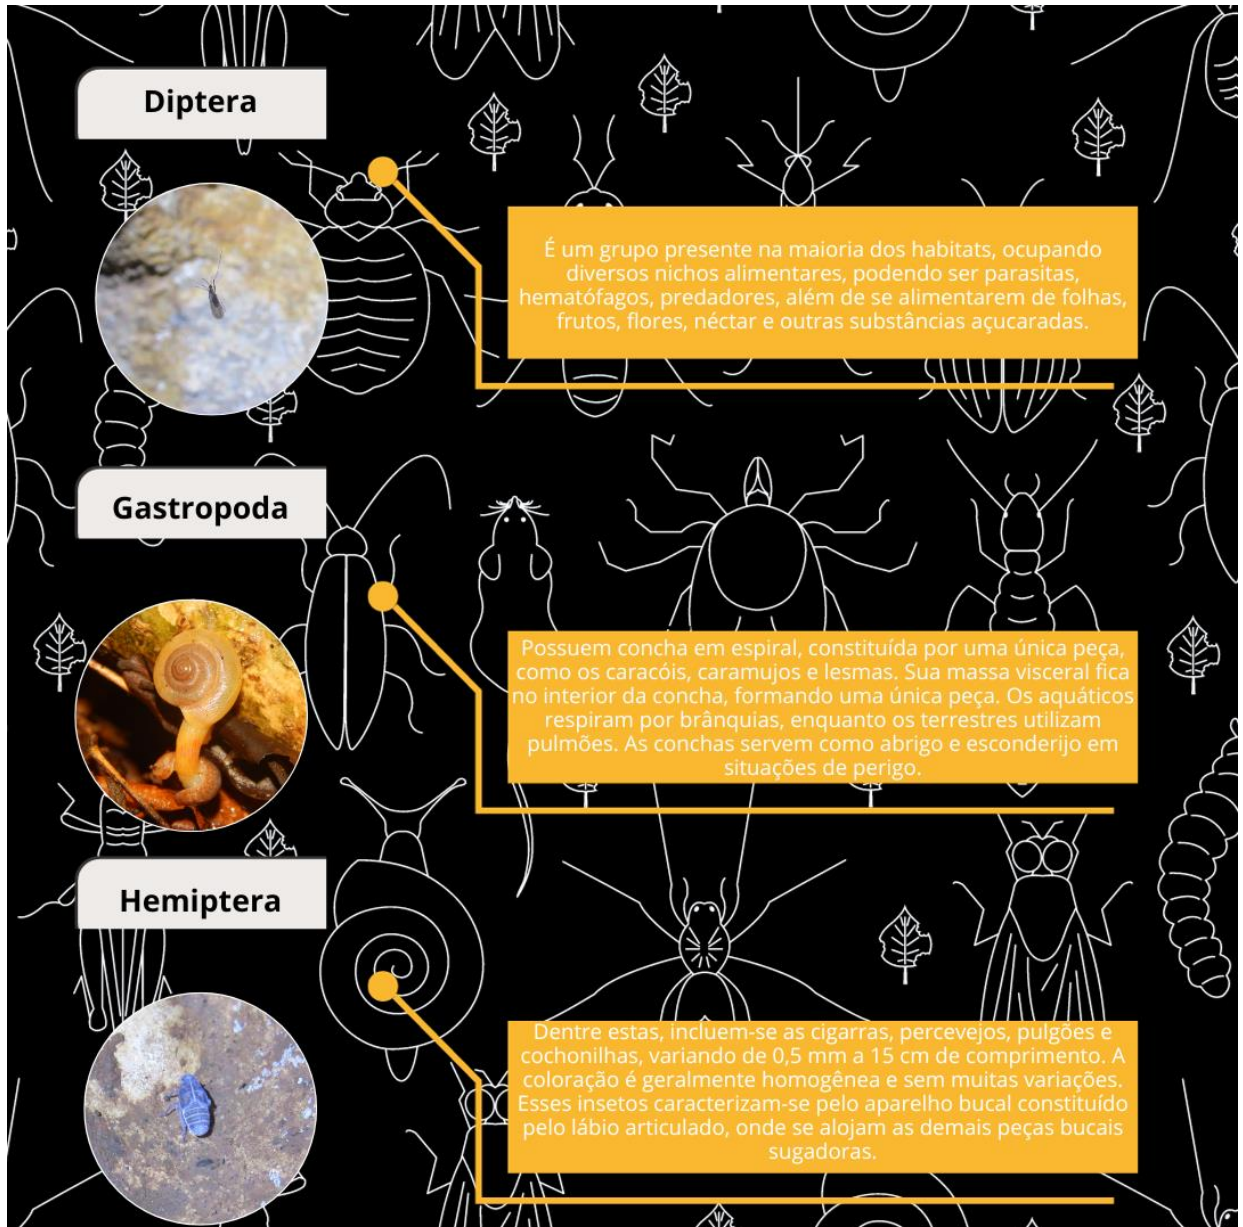 Diptera
É um grupo presente na maioria dos habitats, ocupando
diversos nichos alimentares, podendo ser parasitas,
hematófagos, predadores, além de se alimentarem de folhas,
frutos, flores, néctar e outras substâncias açucaradas.
Gastropoda
Possuem concha em espiral, constituída por uma única peça,
como os caracóis, caramujos e lesmas. Sua massa visceral fica
no interior da concha, formando uma única peça. Os aquáticos
respiram por brânquias, enquanto os terrestres utilizam
pulmões. As conchas servem como abrigo e esconderijo em
situações de perigo.
Hemiptera
Dentre estas, incluem-se as cigarras, percevejos, pulgões e
cochonilhas, variando de 0,5 mm a 15 cm de comprimento. A
coloração é geralmente homogênea e sem muitas variações.
Esses insetos caracterizam-se pelo aparelho bucal constituído
pelo lábio articulado, onde se alojam as demais peças bucais
sugadoras.